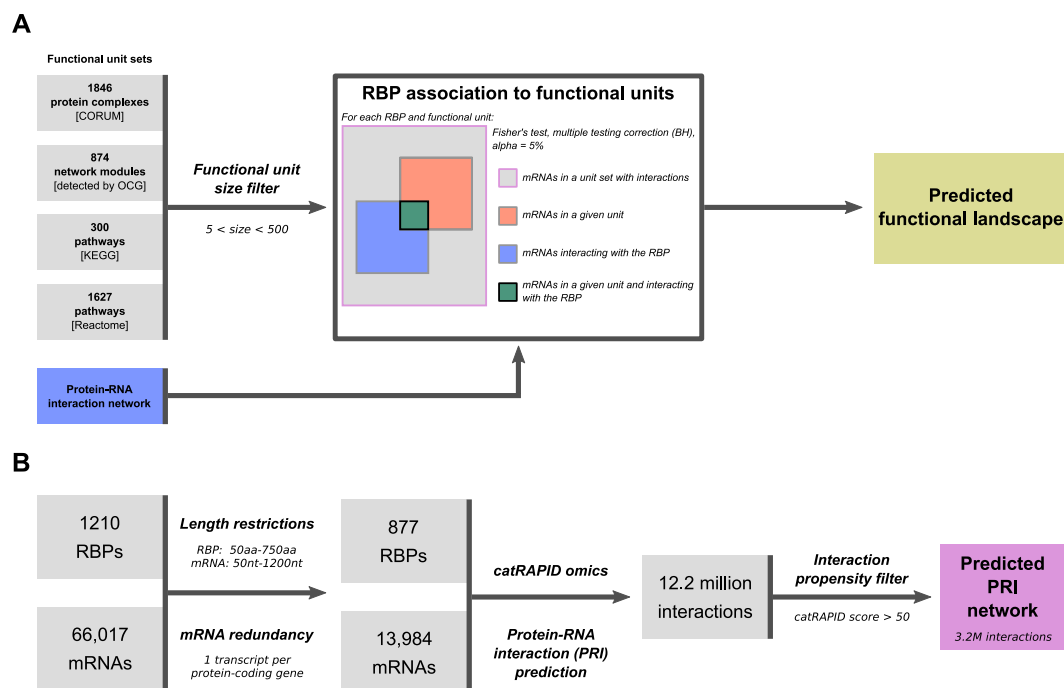 A
Functional unit sets
1846
protein complexes
[CORUM]
874
network modules
[detected by OCG]
300
pathways
[KEGG]
1627
pathways
[Reactome]
Protein-RNA
interaction network
Functional unit
size filter
5 < size < 500
RBP association to functional units
For each RBP and functional unit:
Fisher's test, multiple testing correction (BH),
alpha = 5%
mRNAs in a unit set with interactions
mRNAs in a given unit
mRNAs interacting with the RBP
mRNAs in a given unit and interacting
with the RBP
Predicted
functional landscape
B
1210
RBPs
66,017
mRNAs
Length restrictions
RBP: 50aa-750aa
mRNA: 50nt-1200nt
mRNA redundancy
1 transcript per
protein-coding gene
877
RBPs
13,984
mRNAs
catRAPID omics
Protein-RNA
interaction (PRI)
prediction
12.2 million
interactions
Interaction
propensity filter
catRAPID score > 50
Predicted
PRI
network
3.2M interactions